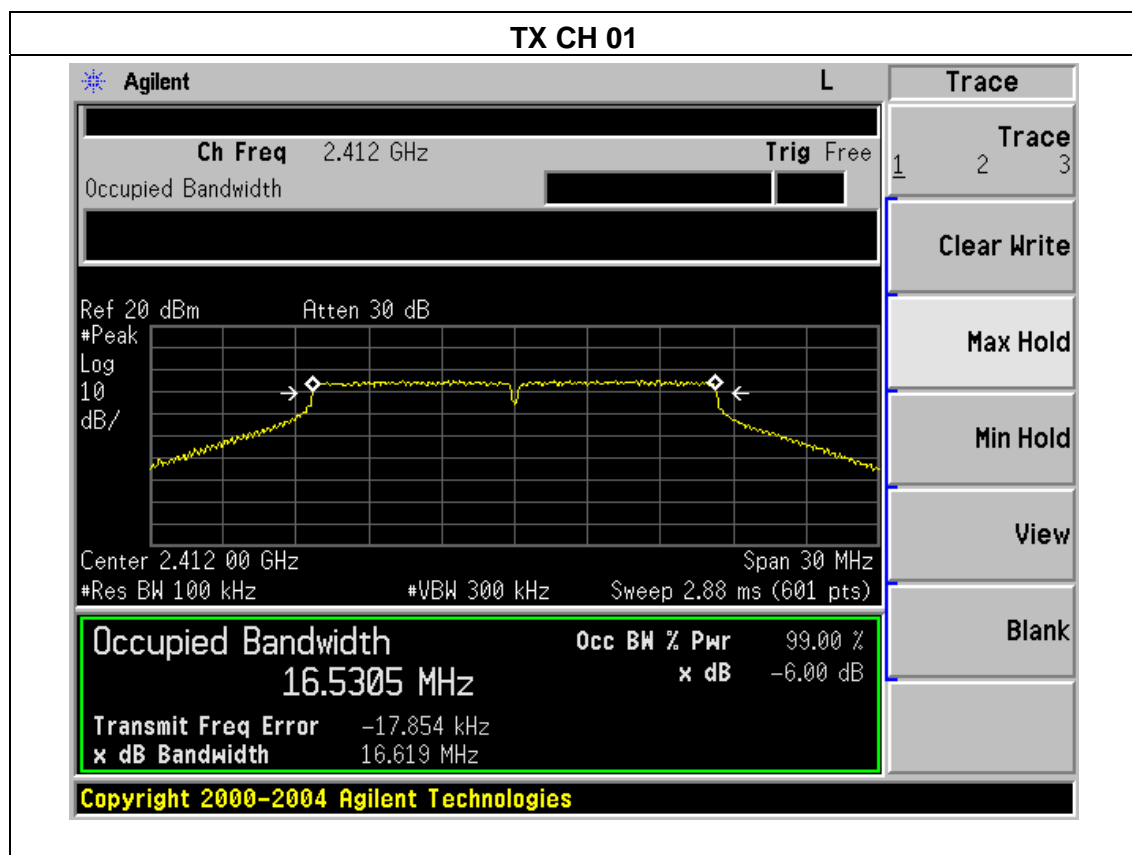 TX CH 01
Agilent L Trace
Ch Freq 2.412 GHz Trig Free
Occupied Bandwidth
Trace
1 2 3
Clear Write
Max Hold
Min Hold
View
Blank
Ref 20 dBm Atten 30 dB
#Peak
Log
10
dB/
Center 2.412 00 GHz Span 30 MHz
#Res BW 100 kHz #VBW 300 kHz Sweep 2.88 ms (601 pts)
Occupied Bandwidth Occ BW % Pwr 99.00 %
16.5305 MHz x dB -6.00 dB
Transmit Freq Error -17.854 kHz
x dB Bandwidth 16.619 MHz
Copyright 2000-2004 Agilent Technologies